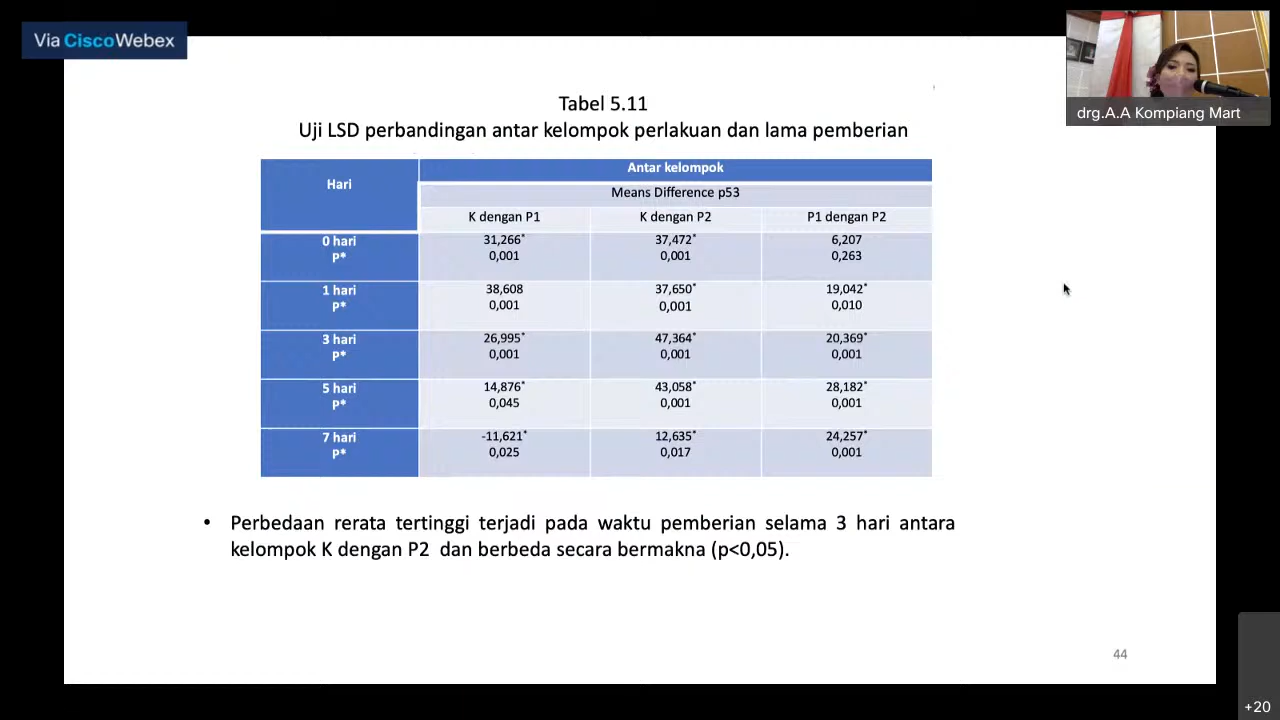 Via Cisco Webex
drg.A.A Kompiang Mart
Tabel 5.11
Uji LSD perbandingan antar kelompok perlakuan dan lama pemberian
Hari
Antar kelompok
Means Difference p53
K dengan P1 K dengan P2 P1 dengan P2
0 hari 31,266* 37,472* 6,207
p* 0,001 0,001 0,263
1 hari 38,608 37,650* 19,042*
p* 0,001 0,001 0,010
3 hari 26,995* 47,364* 20,369*
p* 0,001 0,001 0,001
5 hari 14,876* 43,058* 28,182*
p* 0,045 0,001 0,001
7 hari -11,621* 12,635* 24,257*
p* 0,025 0,017 0,001
• Perbedaan rerata tertinggi terjadi pada waktu pemberian selama 3 hari antara
kelompok K dengan P2 dan berbeda secara bermakna (p<0,05).
44
+20